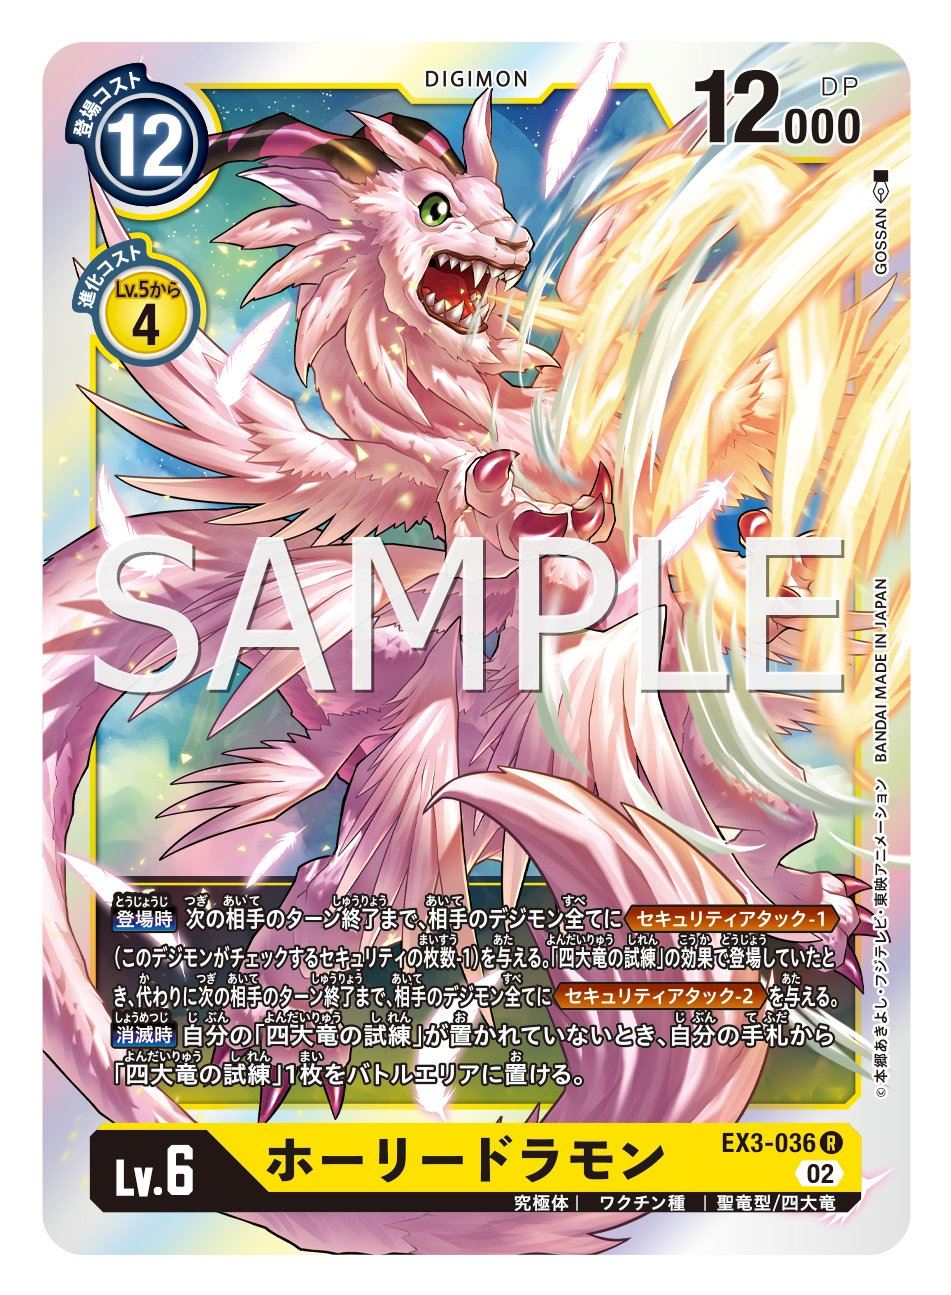 DIGIMON
登場コスト
12
12000
DP
進化コスト
Lv.5から
4
GOSSAN
SAMPLE
BANDAI MADE IN JAPAN
© 本郷あきよし・フジテレビ・東映アニメーション
登場時 次の相手のターン終了まで、相手のデジモン全てに セキュリティアタック-1
(このデジモンがチェックするセキュリティの枚数-1)を与える。「四大竜の試練」の効果で登場していたと
き、代わりに次の相手のターン終了まで、相手のデジモン全てに セキュリティアタック-2 を与える。
消滅時 自分の「四大竜の試練」が置かれていないとき、自分の手札から
「四大竜の試練」1枚をバトルエリアに置ける。
Lv.6
ホーリードラモン
EX3-036 R
02
究極体| ワクチン種 |聖竜型/四大竜